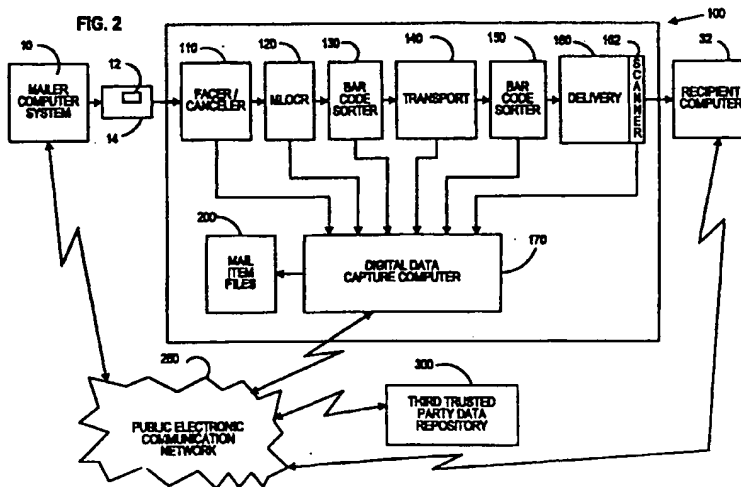 FIG. 2
100
10
12
14
110
120
130
140
150
160
162
32
MAILER
COMPUTER
SYSTEM
FACER /
CANCELER
MLOCR
BAR
CODE
SORTER
TRANSPORT
BAR
CODE
SORTER
DELIVERY
SCANNER
RECIPIENT
COMPUTER
200
MAIL
ITEM
FILES
DIGITAL DATA
CAPTURE COMPUTER
170
250
PUBLIC ELECTRONIC
COMMUNICATION
NETWORK
300
THIRD TRUSTED
PARTY DATA
REPOSITORY